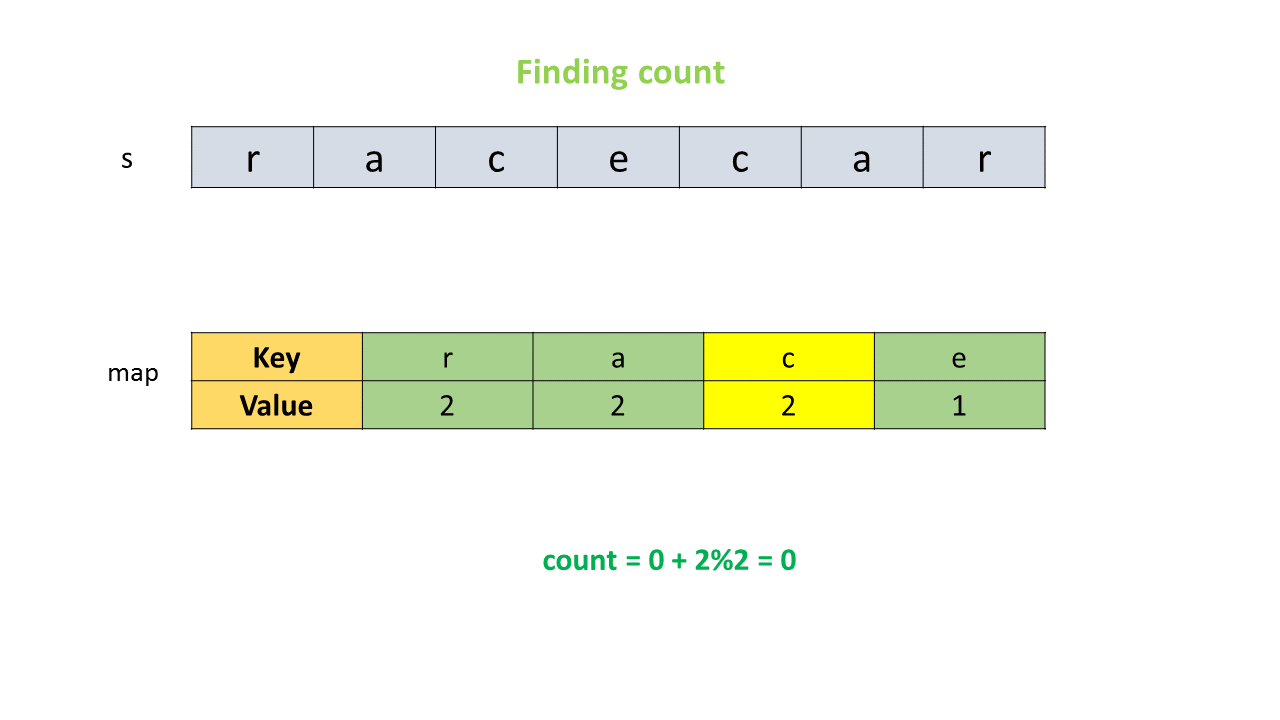 Finding count
s r a c e c a r
map
Key r a c e
Value 2 2 2 1
count = 0 + 2%2 = 0